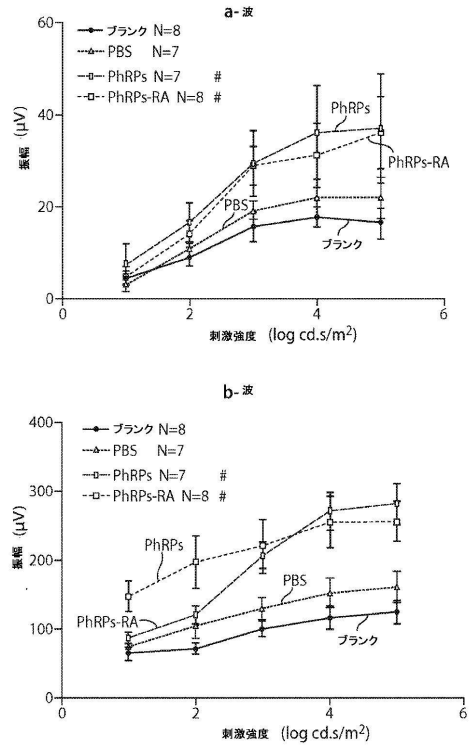 a-波
60
40
20
0
振幅 (μV)
ブランク N=8
PBS N=7
PhRPs N=7 #
PhRPs-RA N=8 #
PhRPs
PhRPs-RA
PBS
ブランク
0 2 4 6
刺激強度 (log cd.s/m²)
b-波
400
300
200
100
0
振幅 (μV)
ブランク N=8
PBS N=7
PhRPs N=7 #
PhRPs-RA N=8 #
PhRPs
PBS
PhRPs-RA
ブランク
0 2 4 6
刺激強度 (log cd.s/m²)